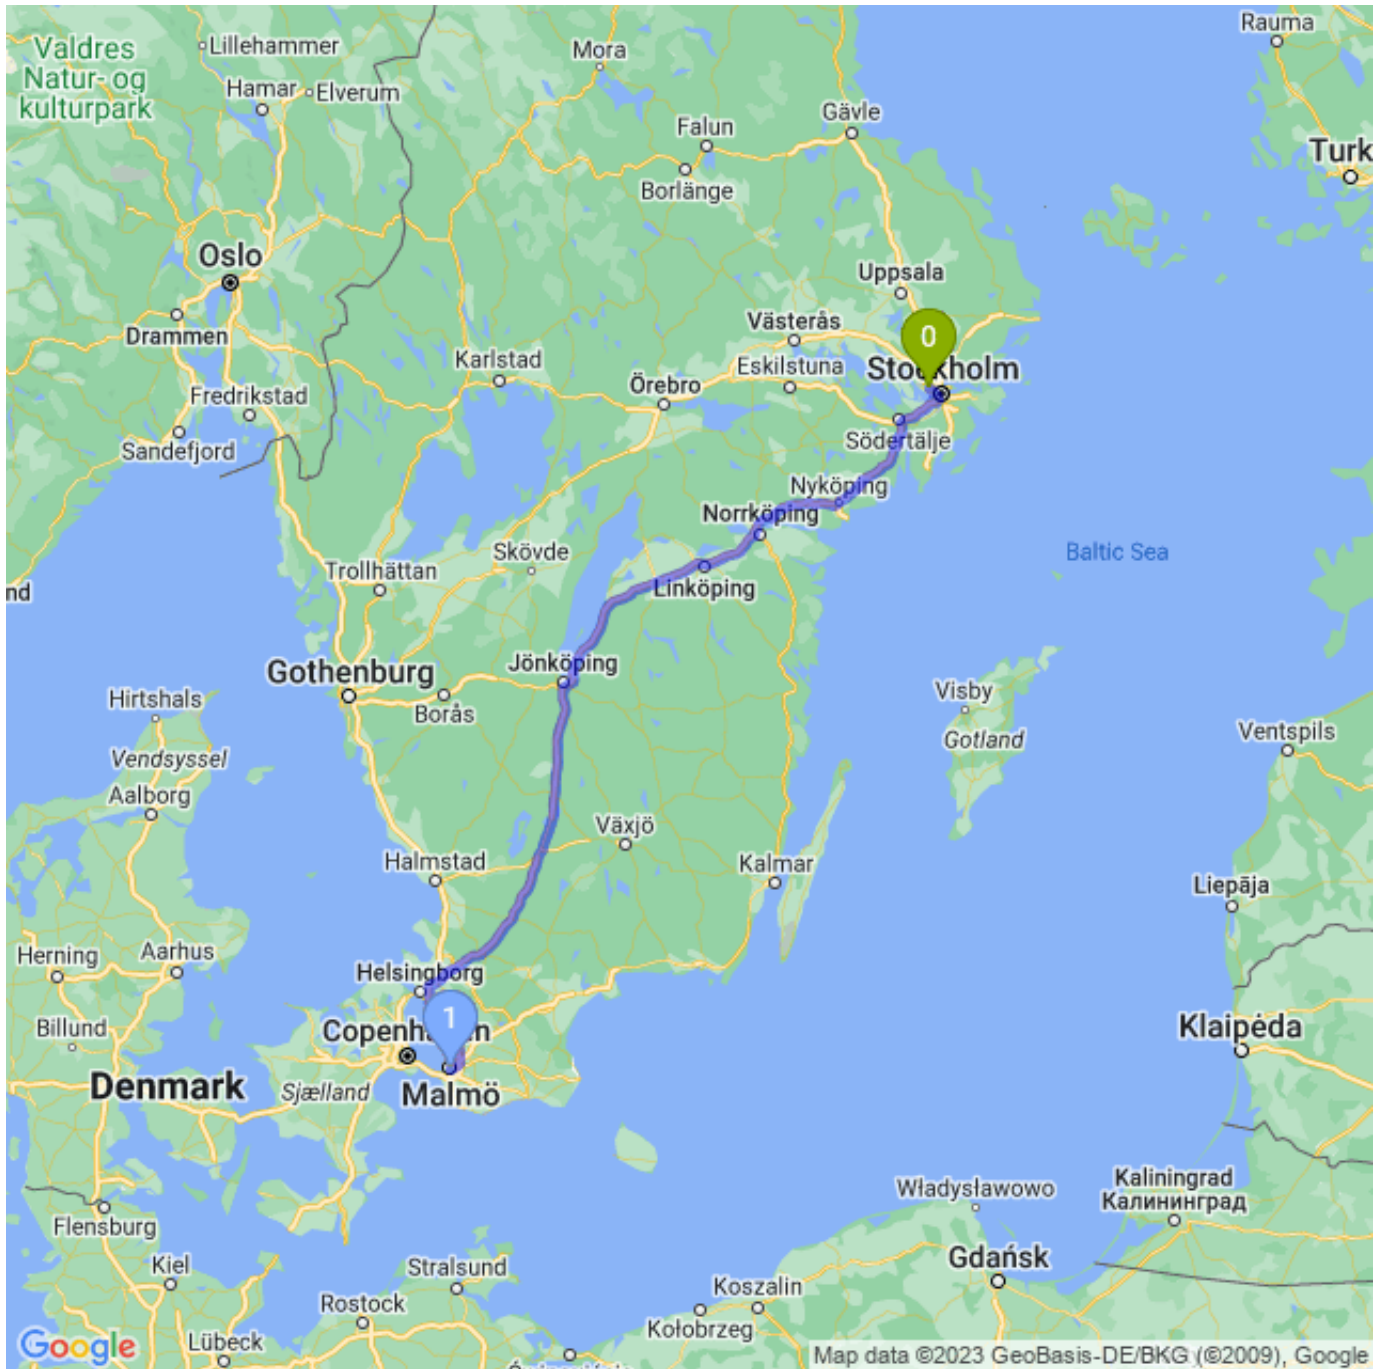 Rauma
Valdres
Natur- og
kulturpark
Lillehammer
Mora
Hamar
Elverum
Gävle
Falun
Turk
Borlänge
Oslo
Uppsala
Drammen
Västerås
0
Karlstad
Eskilstuna
Stockholm
Örebro
Fredrikstad
Södertälje
Sandefjord
Nyköping
Norrköping
Skövde
Baltic Sea
Trollhättan
nd
Linköping
Jönköping
Gothenburg
Visby
Hirtshals
Borås
Ventspils
Gotland
Vendsyssel
Aalborg
Växjö
Halmstad
Kalmar
Liepāja
Herning
Aarhus
Helsingborg
1
Billund
Copenhagen
Klaipėda
Denmark
Sjælland
Malmö
Kaliningrad
Калининград
Władysławowo
Flensburg
Kiel
Stralsund
Gdańsk
Koszalin
Rostock
Kołobrzeg
Lübeck
Google
Map data ©2023 GeoBasis-DE/BKG (©2009), Google